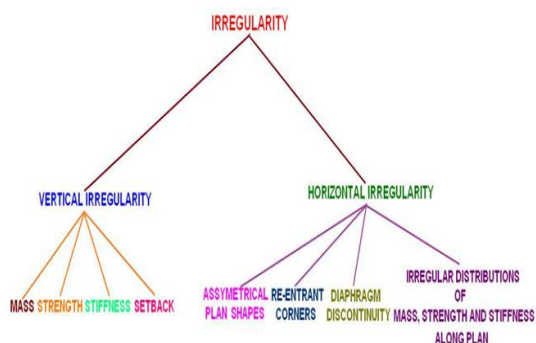 IRREGULARITY
VERTICAL IRREGULARITY
HORIZONTAL IRREGULARITY
MASS STRENGTH STIFFNESS SETBACK
ASSYMETRICAL
PLAN SHAPES
RE-ENTRANT
CORNERS
DIAPHRAGM
DISCONTINUITY
IRREGULAR DISTRIBUTIONS
OF
MASS, STRENGTH AND STIFFNESS
ALONG PLAN